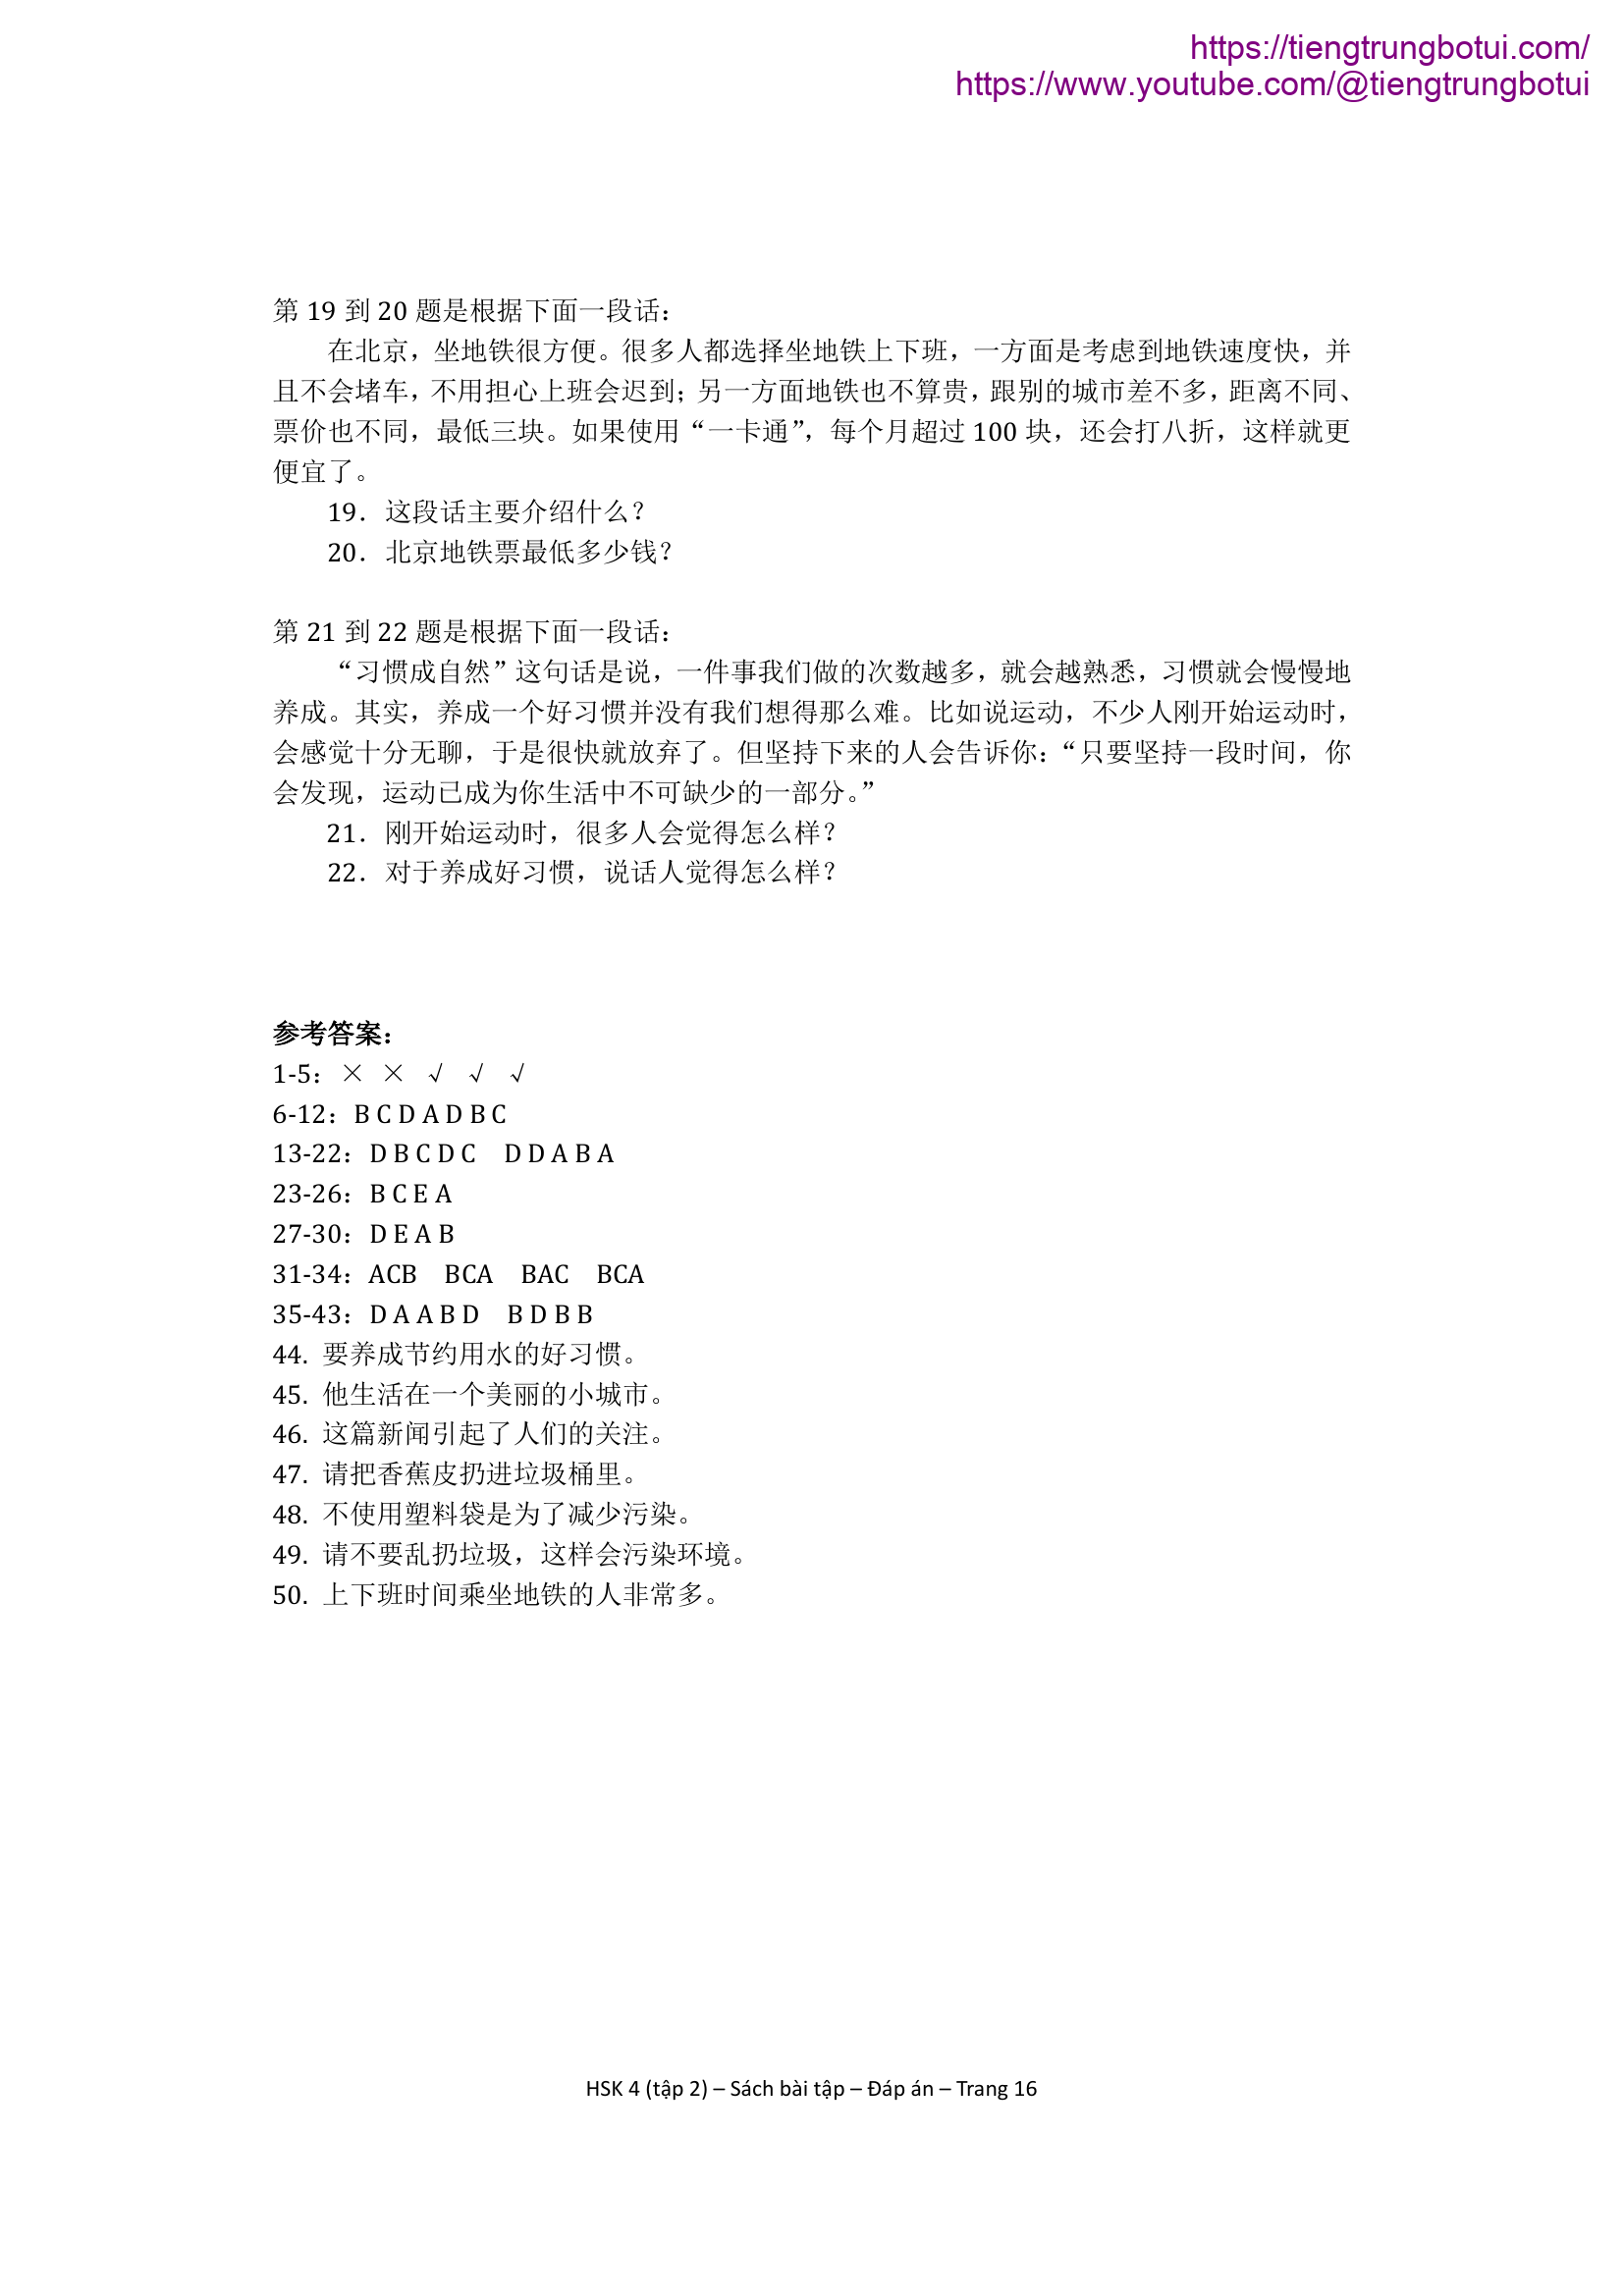 https://tiengtrungbotui.com/
https://www.youtube.com/@tiengtrungbotui
第 19 到 20 题是根据下面一段话：
在北京，坐地铁很方便。很多人都选择坐地铁上下班，一方面是考虑到地铁速度快，并
且不会堵车，不用担心上班会迟到；另一方面地铁也不算贵，跟别的城市差不多，距离不同、
票价也不同，最低三块。如果使用“一卡通”，每个月超过 100 块，还会打八折，这样就更
便宜了。
19．这段话主要介绍什么？
20．北京地铁票最低多少钱？
第 21 到 22 题是根据下面一段话：
“习惯成自然”这句话是说，一件事我们做的次数越多，就会越熟悉，习惯就会慢慢地
养成。其实，养成一个好习惯并没有我们想得那么难。比如说运动，不少人刚开始运动时，
会感觉十分无聊，于是很快就放弃了。但坚持下来的人会告诉你：“只要坚持一段时间，你
会发现，运动已成为你生活中不可缺少的一部分。”
21．刚开始运动时，很多人会觉得怎么样？
22．对于养成好习惯，说话人觉得怎么样？
参考答案：
1-5：× × √ √ √
6-12：B C D A D B C
13-22：D B C D C D D A B A
23-26：B C E A
27-30：D E A B
31-34：ACB BCA BAC BCA
35-43：D A A B D B D B B
44. 要养成节约用水的好习惯。
45. 他生活在一个美丽的小城市。
46. 这篇新闻引起了人们的关注。
47. 请把香蕉皮扔进垃圾桶里。
48. 不使用塑料袋是为了减少污染。
49. 请不要乱扔垃圾，这样会污染环境。
50. 上下班时间乘坐地铁的人非常多。
HSK 4 (tập 2) – Sách bài tập – Đáp án – Trang 16